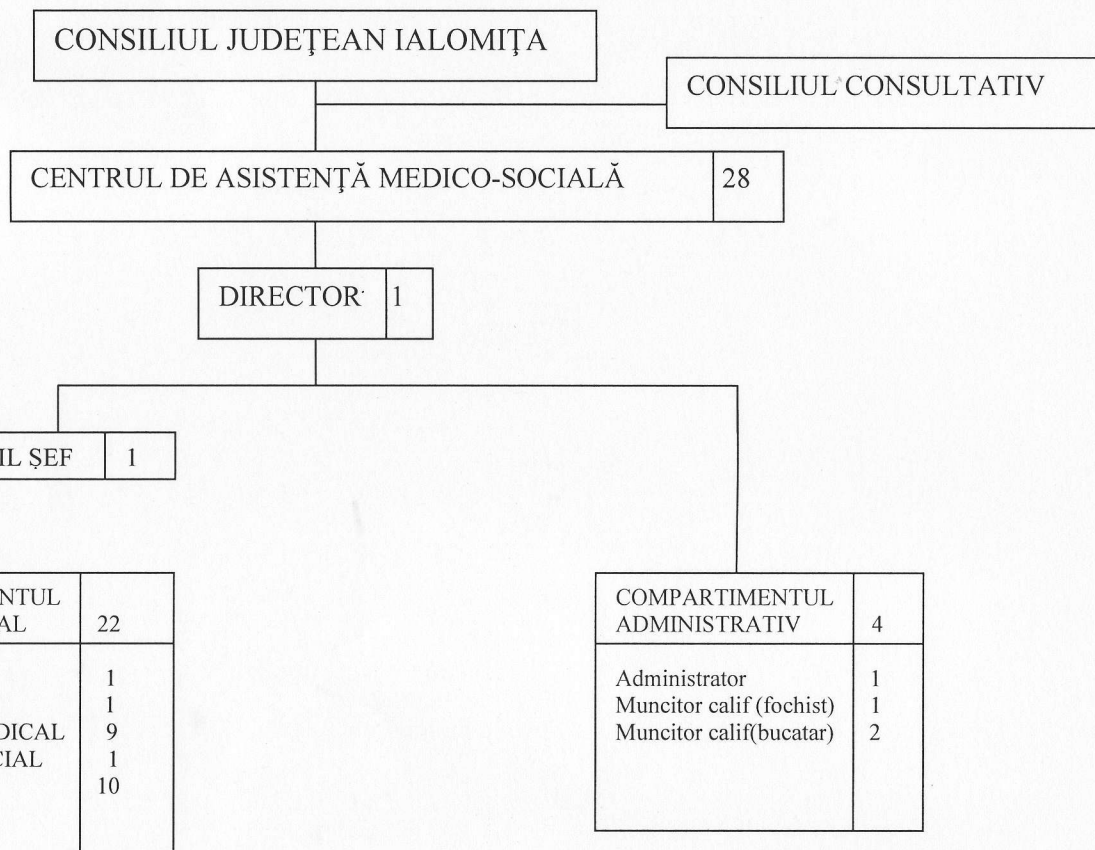 CONSILIUL JUDEŢEAN IALOMIŢA
CONSILIUL CONSULTATIV
CENTRUL DE ASISTENŢĂ MEDICO-SOCIALĂ 28
DIRECTOR 1
IL ŞEF 1
NTUL
AL 22
1
1
DICAL 9
CIAL 1
10
COMPARTIMENTUL
ADMINISTRATIV 4
Administrator 1
Muncitor calif (fochist) 1
Muncitor calif(bucatar) 2